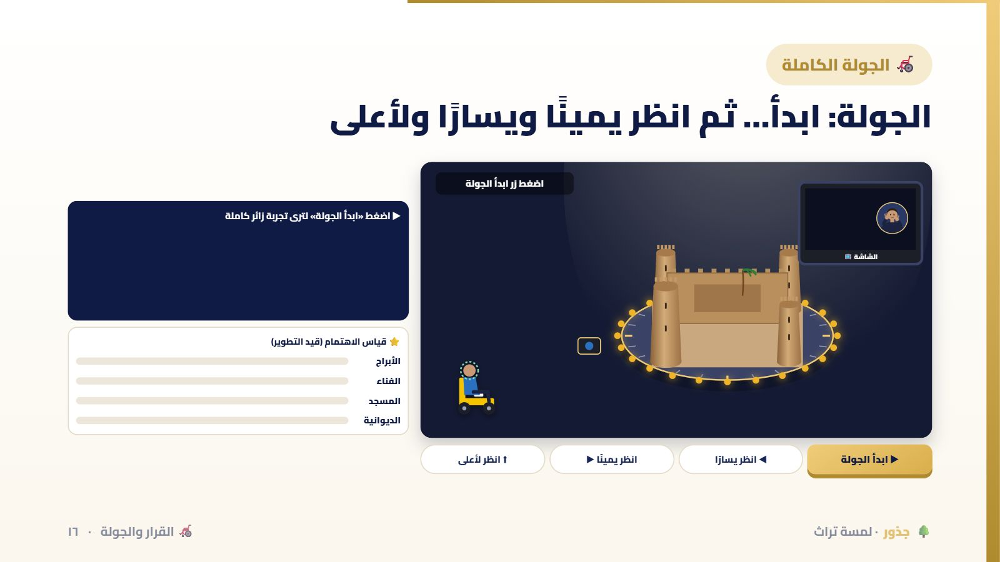 الجولة الكاملة
الجولة: ابدأ... ثم انظر يمينًا ويسارًا ولأعلى
اضغط زر ابدأ الجولة
الشاشة
▶ اضغط «ابدأ الجولة» لترى تجربة زائر كاملة
قياس الاهتمام (قيد التطوير)
الأبراج
الفناء
المسجد
الديوانية
▶ ابدأ الجولة
◀ انظر يسارًا
انظر يمينًا ▶
⬆ انظر لأعلى
جذور · لمسة تراث
القرار والجولة · ١٦